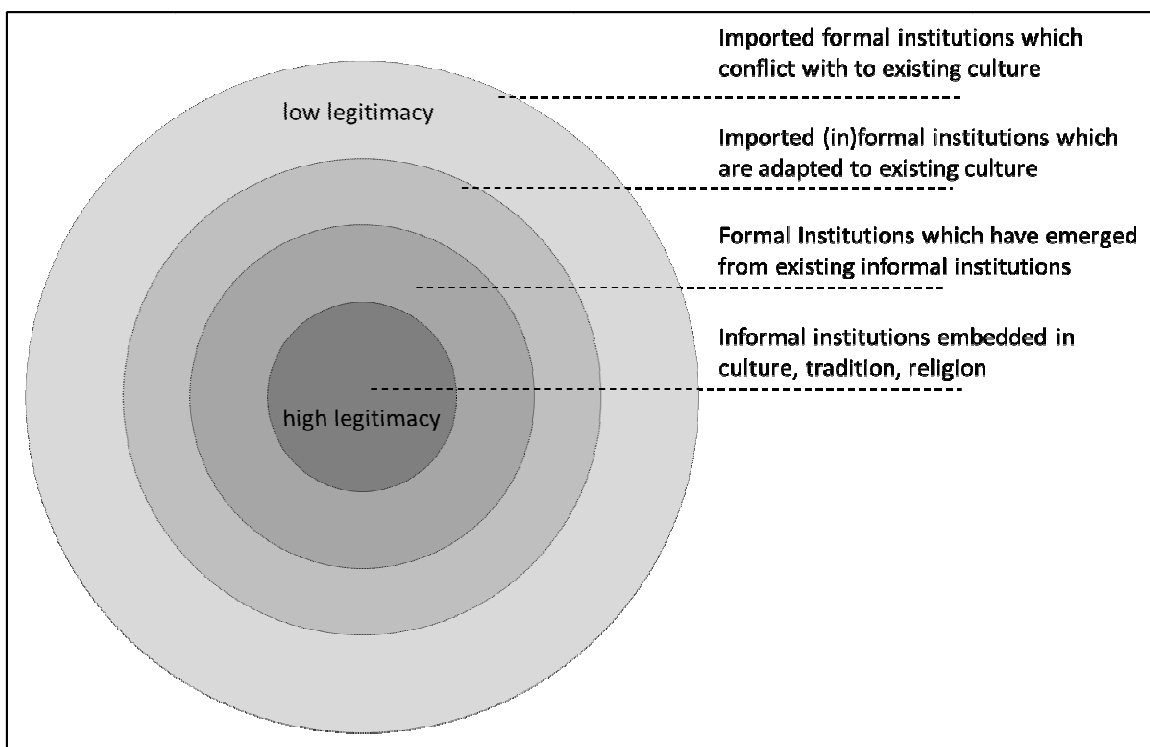 Imported formal institutions which
conflict with to existing culture
low legitimacy
Imported (in)formal institutions which
are adapted to existing culture
Formal Institutions which have emerged
from existing informal institutions
Informal institutions embedded in
culture, tradition, religion
high legitimacy